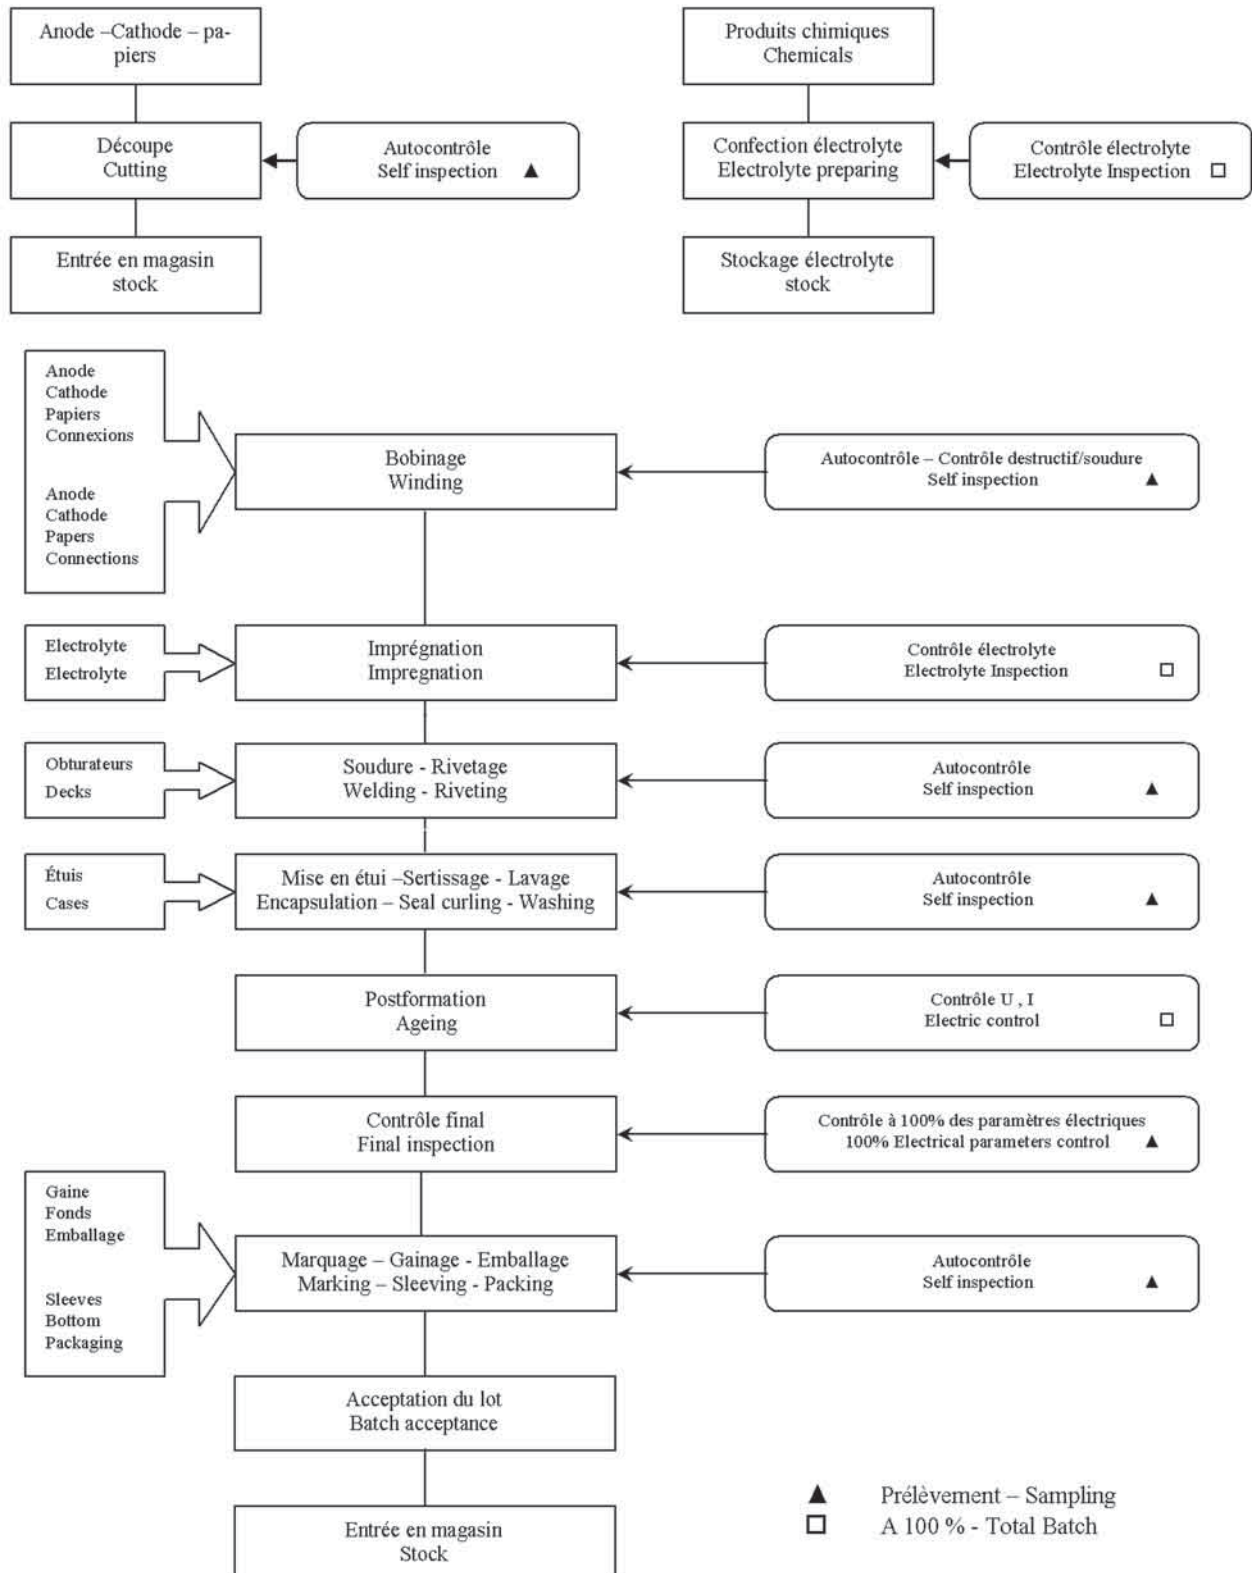 Anode –Cathode – pa-
piers
Produits chimiques
Chemicals
Découpe
Cutting
Autocontrôle
Self inspection ▲
Confection électrolyte
Electrolyte preparing
Contrôle électrolyte
Electrolyte Inspection □
Entrée en magasin
stock
Stockage électrolyte
stock
Anode
Cathode
Papiers
Connexions
Anode
Cathode
Papers
Connections
Bobinage
Winding
Autocontrôle – Contrôle destructif/soudure
Self inspection ▲
Electrolyte
Electrolyte
Imprégnation
Impregnation
Contrôle électrolyte
Electrolyte Inspection □
Obturateurs
Decks
Soudure - Rivetage
Welding - Riveting
Autocontrôle
Self inspection ▲
Étuis
Cases
Mise en étui –Sertissage - Lavage
Encapsulation – Seal curling - Washing
Autocontrôle
Self inspection ▲
Postformation
Ageing
Contrôle U , I
Electric control □
Contrôle final
Final inspection
Contrôle à 100% des paramètres électriques
100% Electrical parameters control ▲
Gaine
Fonds
Emballage
Sleeves
Bottom
Packaging
Marquage – Gainage - Emballage
Marking – Sleeving - Packing
Autocontrôle
Self inspection ▲
Acceptation du lot
Batch acceptance
Entrée en magasin
Stock
▲ Prélèvement – Sampling
□ A 100 % - Total Batch